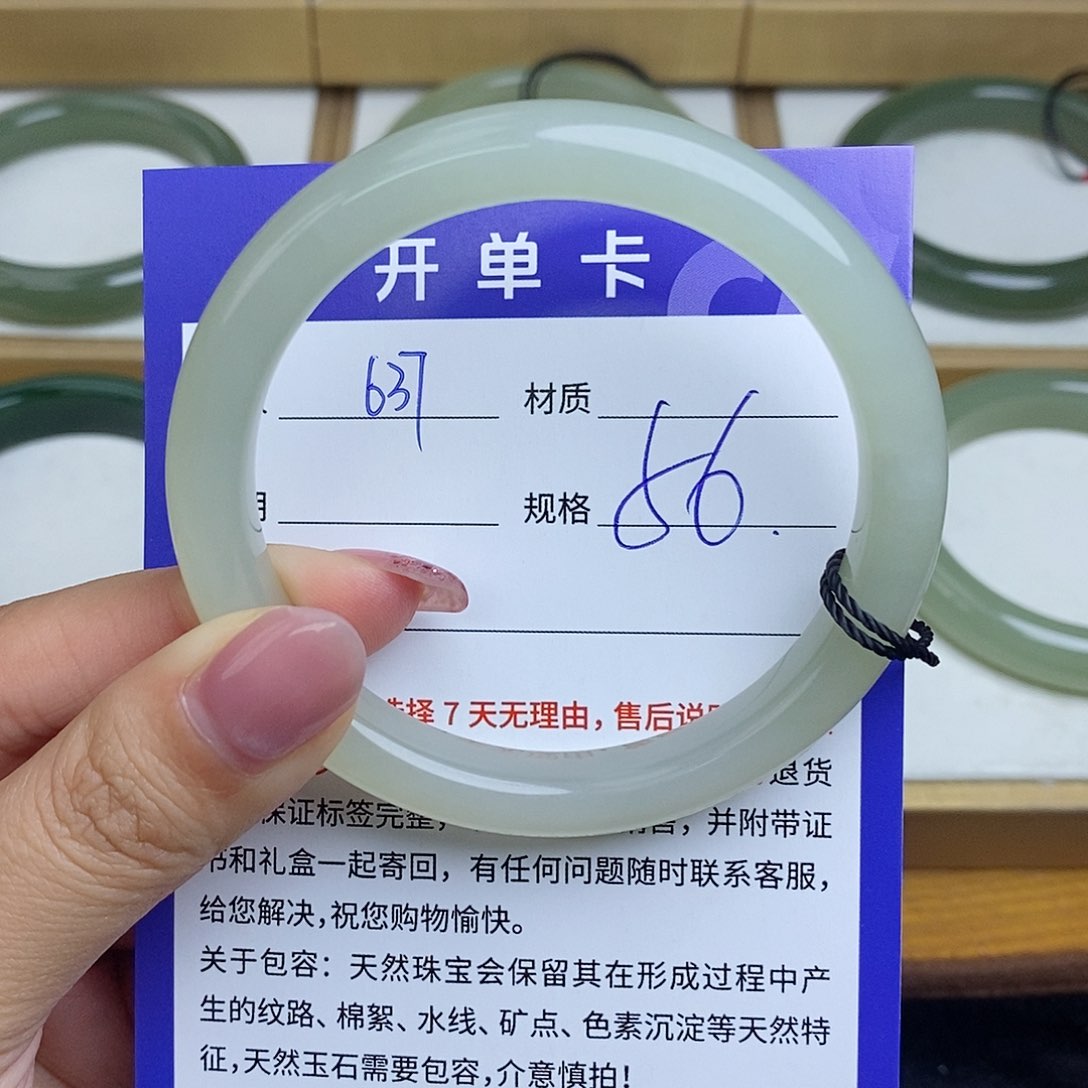 开单卡
637
材质
56.
规格
选择7天无理由,售后说
退货
保证标签完整,
,并附带证
书和礼盒一起寄回,有任何问题随时联系客服,
给您解决,祝您购物愉快。
关于包容:天然珠宝会保留其在形成过程中产
生的纹路、棉絮、水线、矿点、色素沉淀等天然特
征,天然玉石需要包容,介意慎拍!